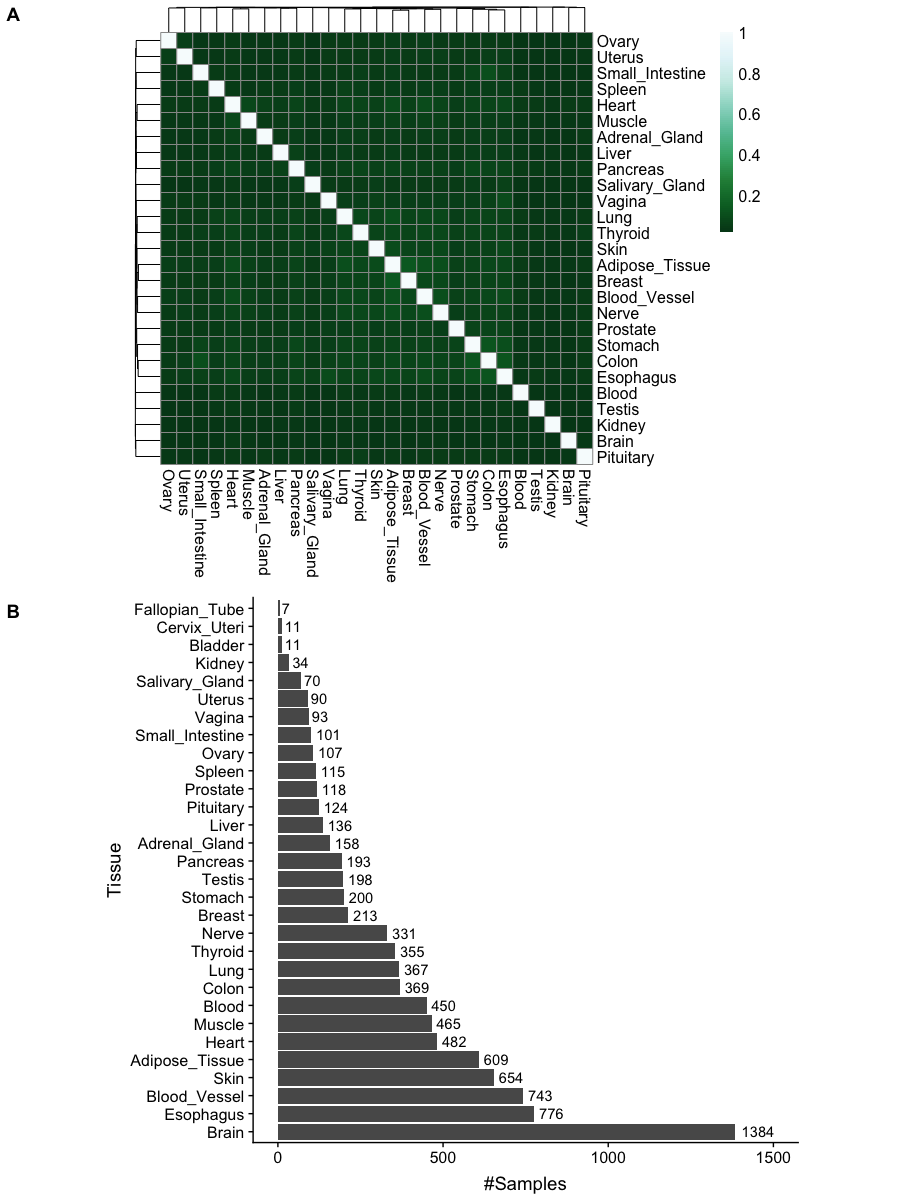 A
1
0.8
0.6
0.4
0.2
Ovary
Uterus
Small_Intestine
Spleen
Heart
Muscle
Adrenal_Gland
Liver
Pancreas
Salivary_Gland
Vagina
Lung
Thyroid
Skin
Adipose_Tissue
Breast
Blood_Vessel
Nerve
Prostate
Stomach
Colon
Esophagus
Blood
Testis
Kidney
Brain
Pituitary
Ovary
Uterus
Small_Intestine
Spleen
Heart
Muscle
Adrenal_Gland
Liver
Pancreas
Salivary_Gland
Vagina
Lung
Thyroid
Skin
Adipose_Tissue
Breast
Blood_Vessel
Nerve
Prostate
Stomach
Colon
Esophagus
Blood
Testis
Kidney
Brain
Pituitary
B
Tissue
Fallopian_Tube 7
Cervix_Uteri 11
Bladder 11
Kidney 34
Salivary_Gland 70
Uterus 90
Vagina 93
Small_Intestine 101
Ovary 107
Spleen 115
Prostate 118
Pituitary 124
Liver 136
Adrenal_Gland 158
Pancreas 193
Testis 198
Stomach 200
Breast 213
Nerve 331
Thyroid 355
Lung 367
Colon 369
Blood 450
Muscle 465
Heart 482
Adipose_Tissue 609
Skin 654
Blood_Vessel 743
Esophagus 776
Brain 1384
0 500 1000 1500
#Samples